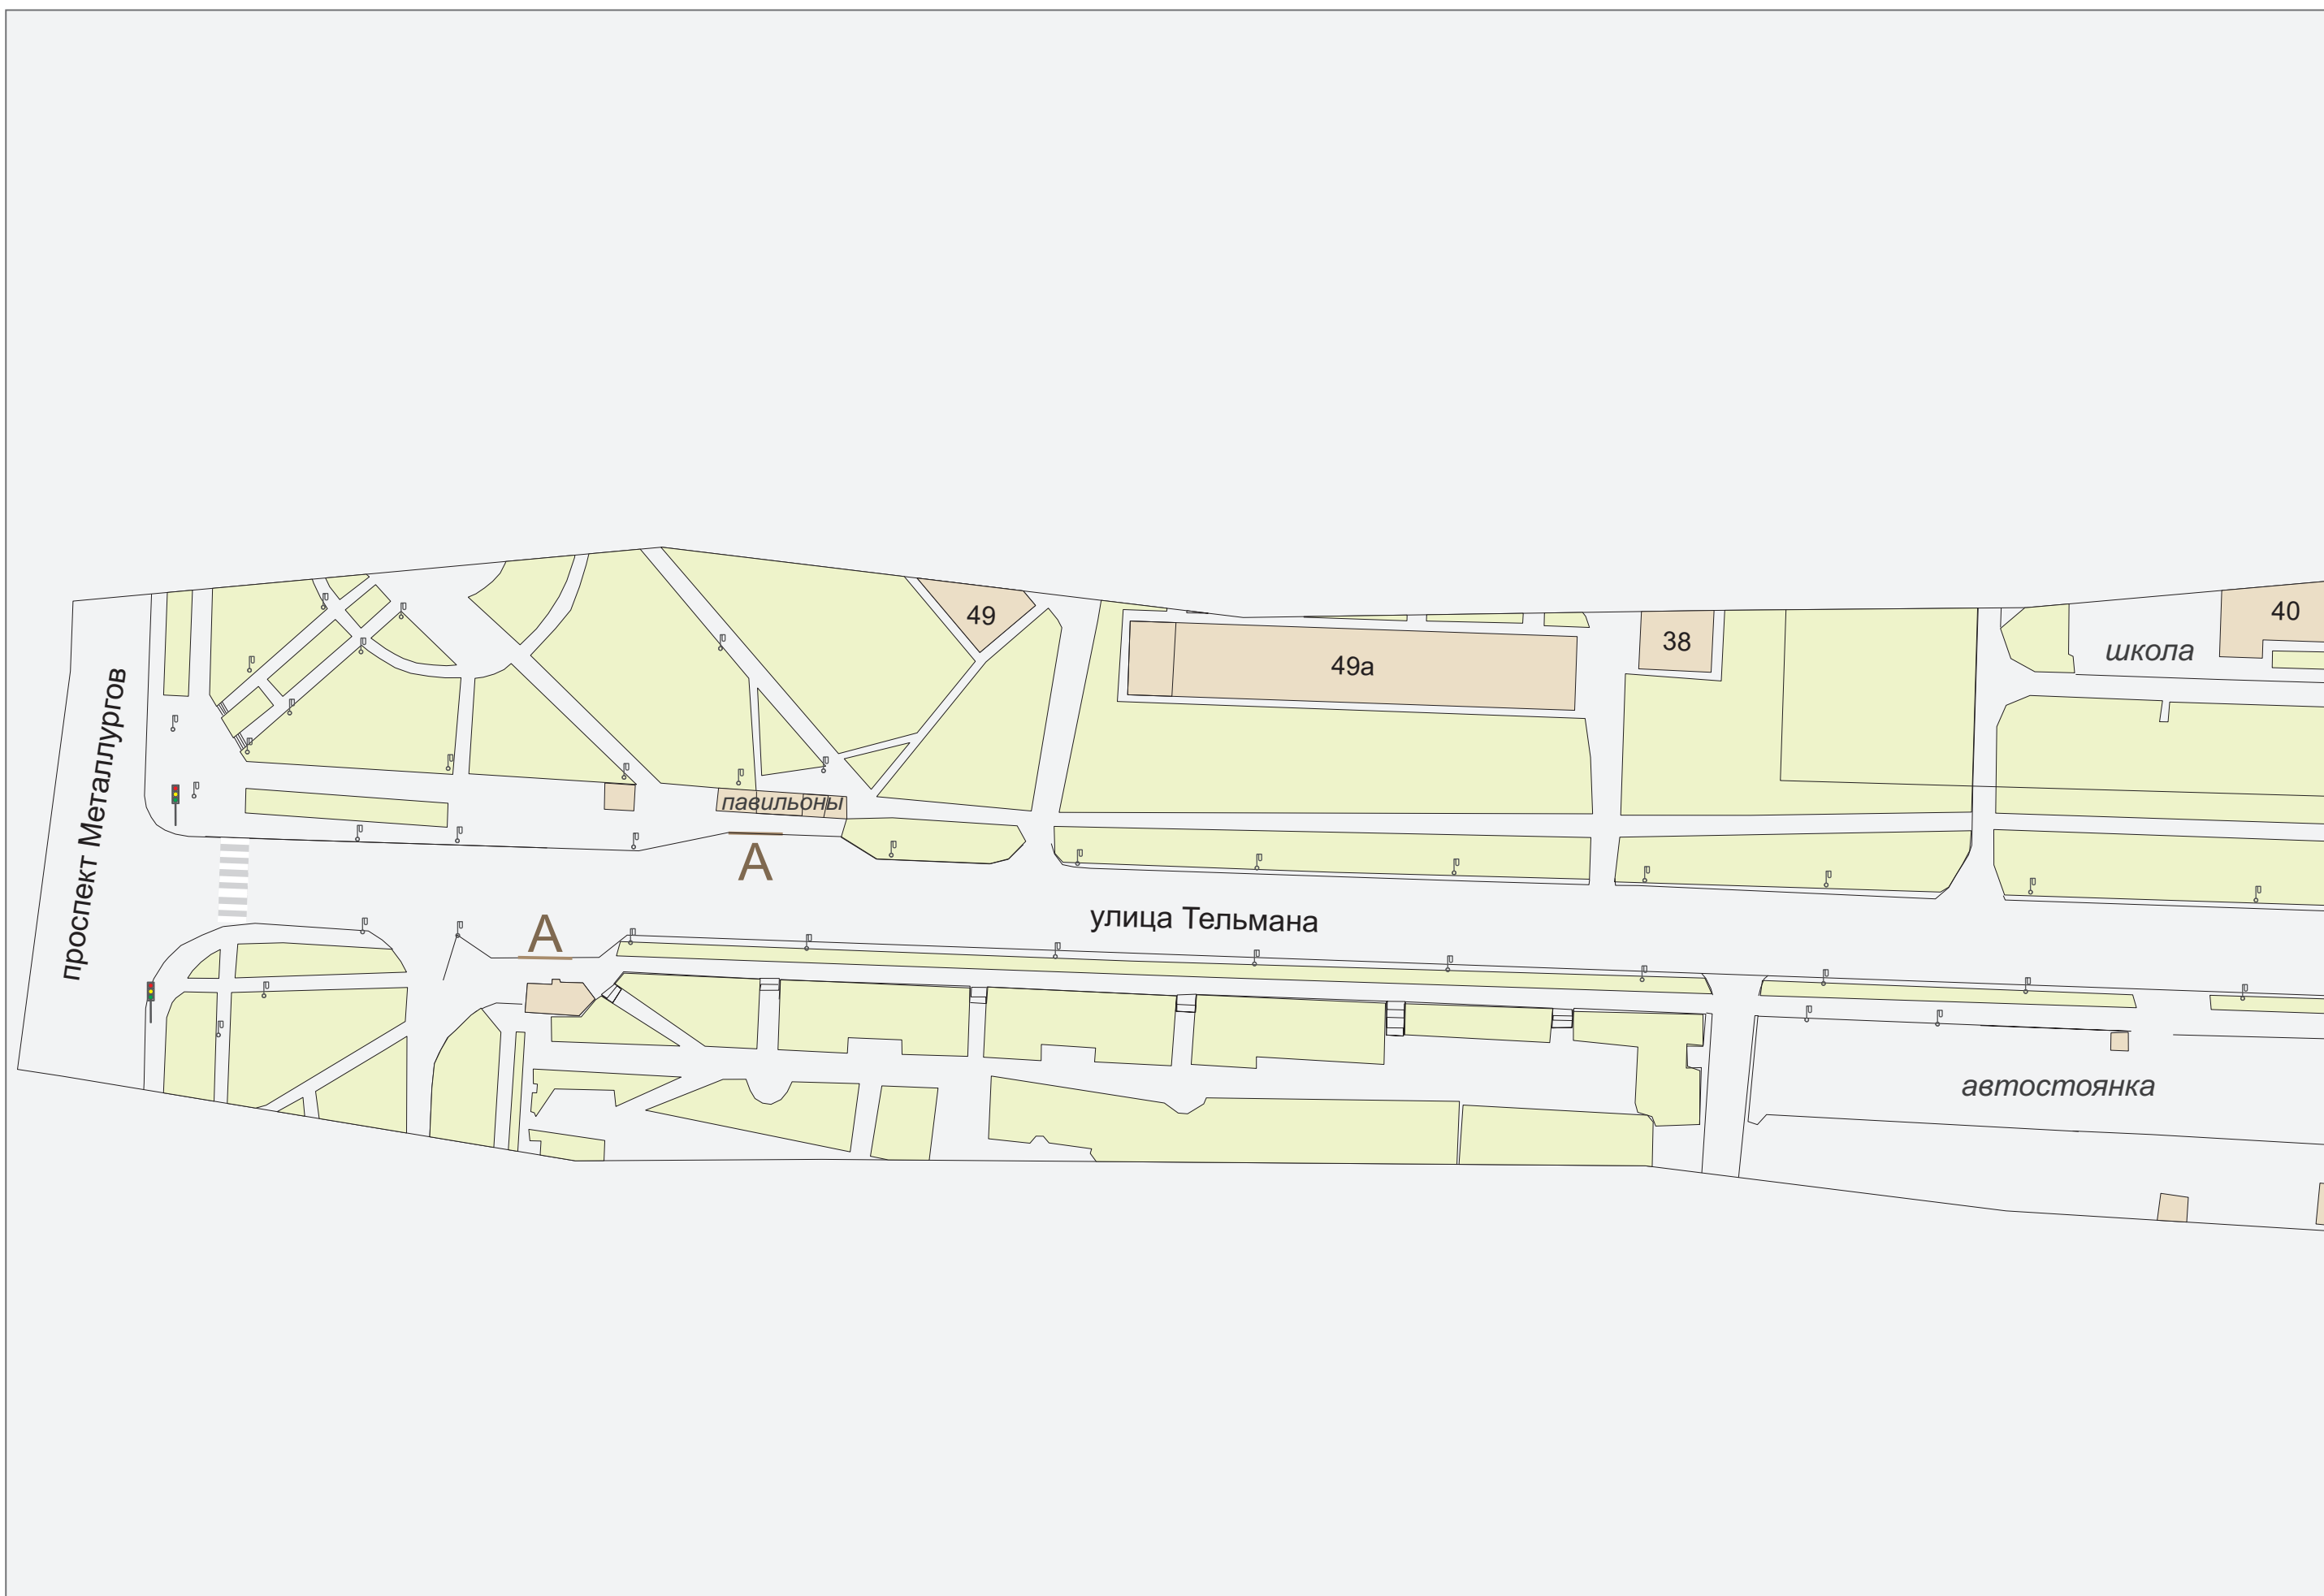 49
40
38
школа
49а
проспект Металлургов
павильоны
А
улица Тельмана
А
автостоянка